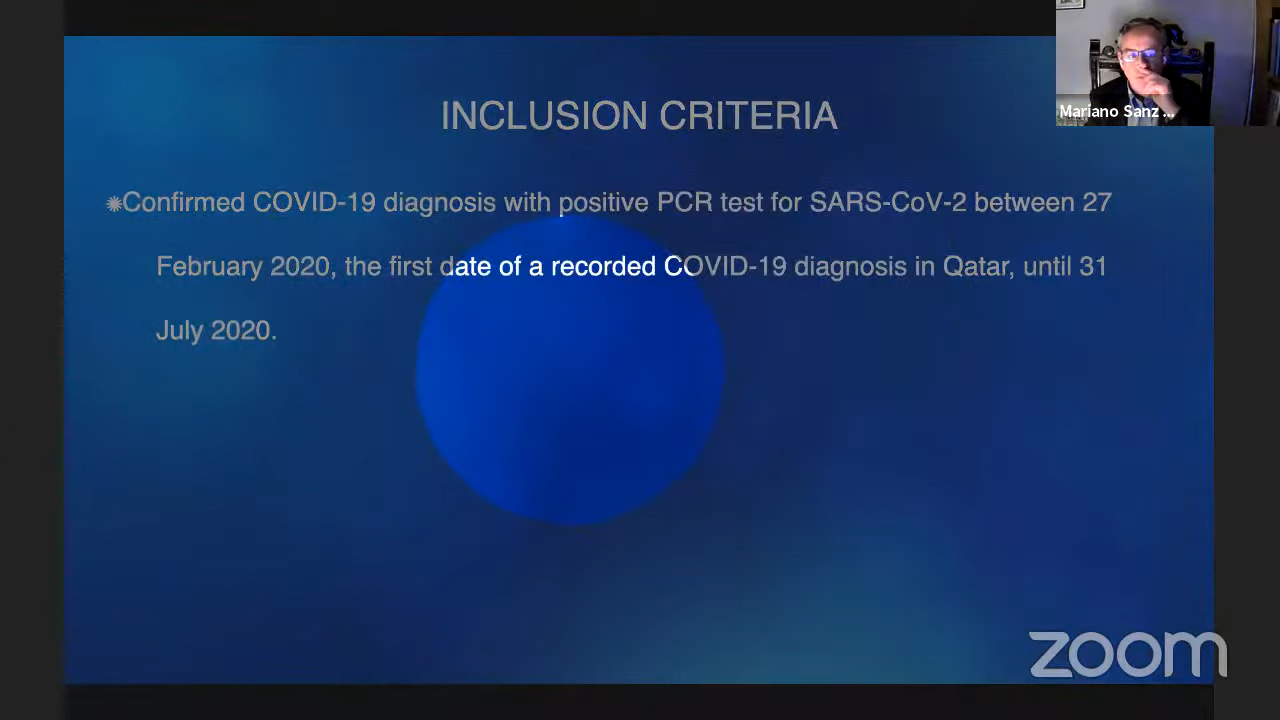 INCLUSION CRITERIA
Confirmed COVID-19 diagnosis with positive PCR test for SARS-CoV-2 between 27
February 2020, the first date of a recorded COVID-19 diagnosis in Qatar, until 31
July 2020.
Mariano Sanz ...
zoom